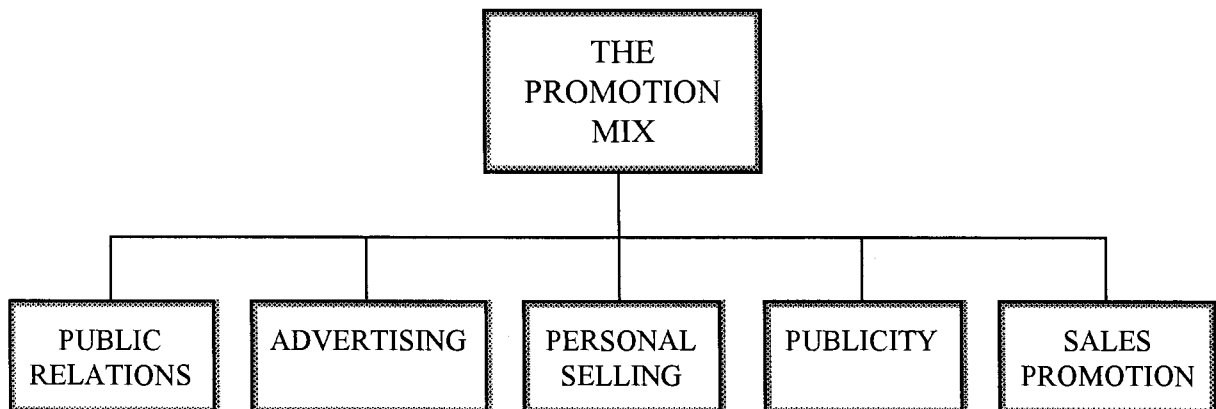 THE
PROMOTION
MIX
PUBLIC
RELATIONS
ADVERTISING
PERSONAL
SELLING
PUBLICITY
SALES
PROMOTION